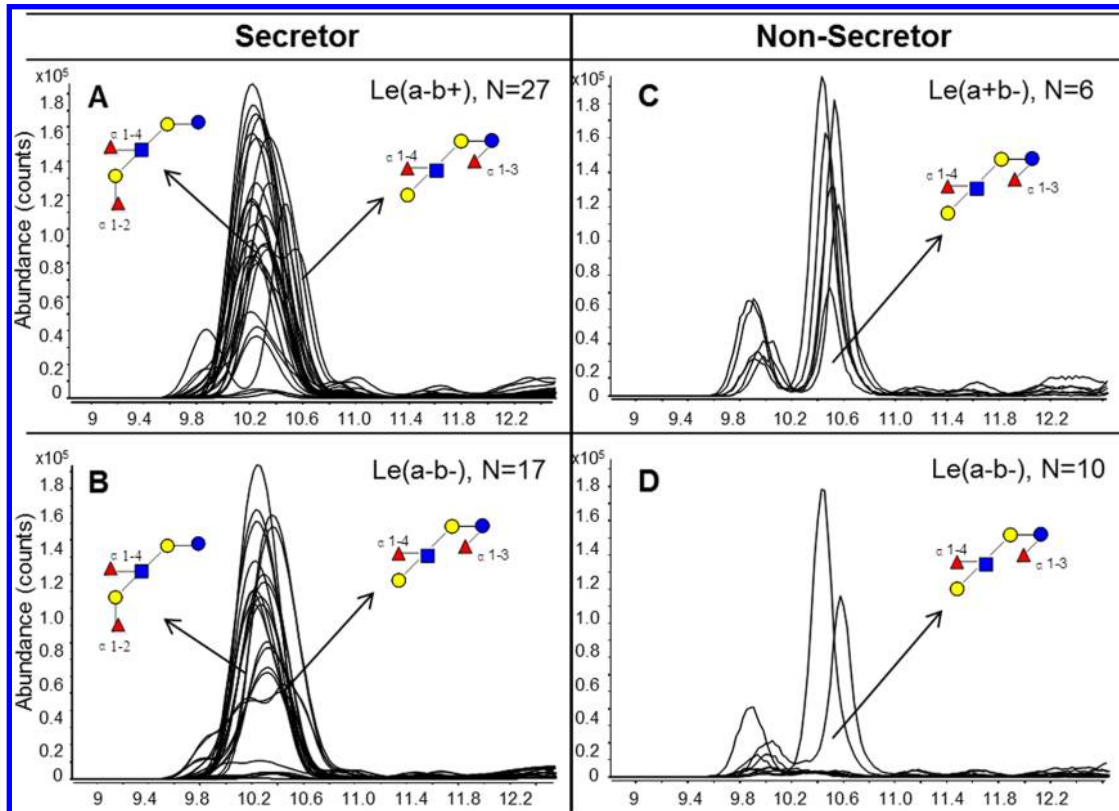 Secretor
Non-Secretor
x10⁵
A
Le(a-b+), N=27
α 1-4
α 1-2
α 1-4
α 1-3
Abundance (counts)
1.8
1.6
1.4
1.2
1.0
0.8
0.6
0.4
0.2
0
9 9.4 9.8 10.2 10.6 11.0 11.4 11.8 12.2
x10⁵
C
Le(a+b-), N=6
α 1-4
α 1-3
1.8
1.6
1.4
1.2
1.0
0.8
0.6
0.4
0.2
0
9 9.4 9.8 10.2 10.6 11.0 11.4 11.8 12.2
x10⁵
B
Le(a-b-), N=17
α 1-4
α 1-2
α 1-4
α 1-3
Abundance (counts)
1.8
1.6
1.4
1.2
1.0
0.8
0.6
0.4
0.2
0
9 9.4 9.8 10.2 10.6 11.0 11.4 11.8 12.2
x10⁵
D
Le(a-b-), N=10
α 1-4
α 1-3
1.8
1.6
1.4
1.2
1.0
0.8
0.6
0.4
0.2
0
9 9.4 9.8 10.2 10.6 11.0 11.4 11.8 12.2